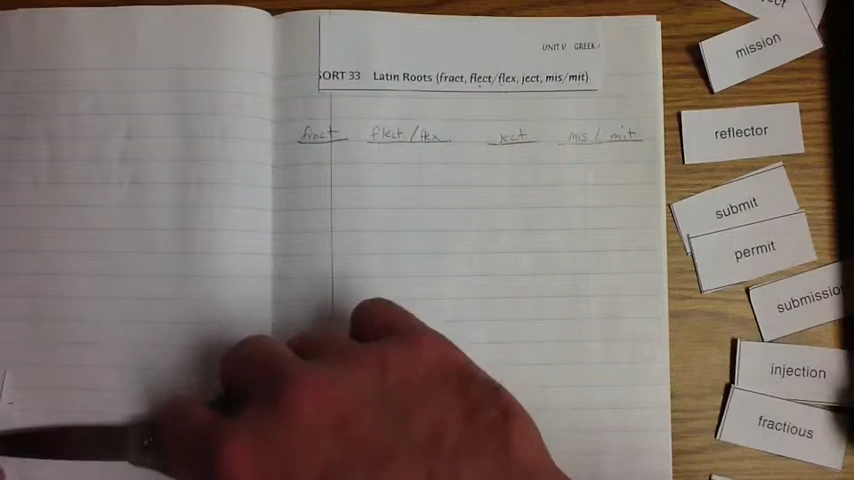 UNIT V GREEK
SORT 33 Latin Roots (fract, flect/flex, ject, mis/mit)
fract flect/flex ject mis/mit
mission
reflector
submit
permit
submission
injection
fractious